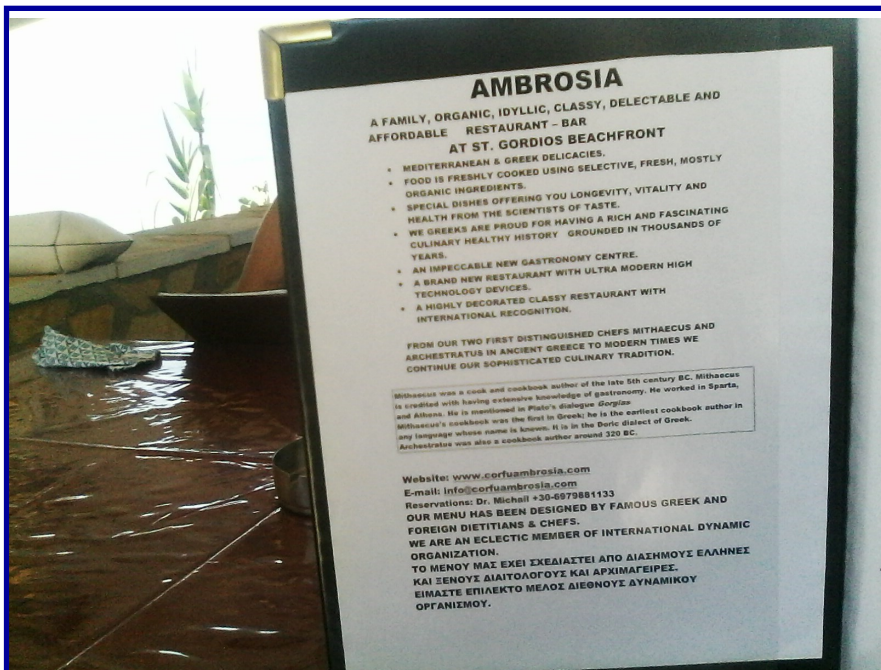 AMBROSIA
A FAMILY, ORGANIC, IDYLLIC, CLASSY, DELECTABLE AND
AFFORDABLE RESTAURANT – BAR
AT ST. GORDIOS BEACHFRONT
• MEDITERRANEAN & GREEK DELICACIES.
• FOOD IS FRESHLY COOKED USING SELECTIVE, FRESH, MOSTLY
ORGANIC INGREDIENTS.
• SPECIAL DISHES OFFERING YOU LONGEVITY, VITALITY AND
HEALTH FROM THE SCIENTISTS OF TASTE.
• WE GREEKS ARE PROUD FOR HAVING A RICH AND FASCINATING
CULINARY HEALTHY HISTORY GROUNDED IN THOUSANDS OF
YEARS.
• AN IMPECCABLE NEW GASTRONOMY CENTRE.
• A BRAND NEW RESTAURANT WITH ULTRA MODERN HIGH
TECHNOLOGY DEVICES.
• A HIGHLY DECORATED CLASSY RESTAURANT WITH
INTERNATIONAL RECOGNITION.
FROM OUR TWO FIRST DISTINGUISHED CHEFS MITHAECUS AND
ARCHESTRATUS IN ANCIENT GREECE TO MODERN TIMES WE
CONTINUE OUR SOPHISTICATED CULINARY TRADITION.
Mithaecus was a cook and cookbook author of the late 5th century BC. Mithaecus
is credited with having extensive knowledge of gastronomy. He worked in Sparta,
and Athens. He is mentioned in Plato's dialogue Gorgias
Mithaecus's cookbook was the first in Greek; he is the earliest cookbook author in
any language whose name is known. It is in the Doric dialect of Greek.
Archestratus was also a cookbook author around 320 BC.
Website: www.corfuambrosia.com
E-mail: info@corfuambrosia.com
Reservations: Dr. Michail +30-6979881133
OUR MENU HAS BEEN DESIGNED BY FAMOUS GREEK AND
FOREIGN DIETITIANS & CHEFS.
WE ARE AN ECLECTIC MEMBER OF INTERNATIONAL DYNAMIC
ORGANIZATION.
ΤΟ ΜΕΝΟΥ ΜΑΣ ΕΧΕΙ ΣΧΕΔΙΑΣΤΕΙ ΑΠΟ ΔΙΑΣΗΜΟΥΣ ΕΛΛΗΝΕΣ
ΚΑΙ ΞΕΝΟΥΣ ΔΙΑΙΤΟΛΟΓΟΥΣ ΚΑΙ ΑΡΧΙΜΑΓΕΙΡΕΣ.
ΕΙΜΑΣΤΕ ΕΠΙΛΕΚΤΟ ΜΕΛΟΣ ΔΙΕΘΝΟΥΣ ΔΥΝΑΜΙΚΟΥ
ΟΡΓΑΝΙΣΜΟΥ.